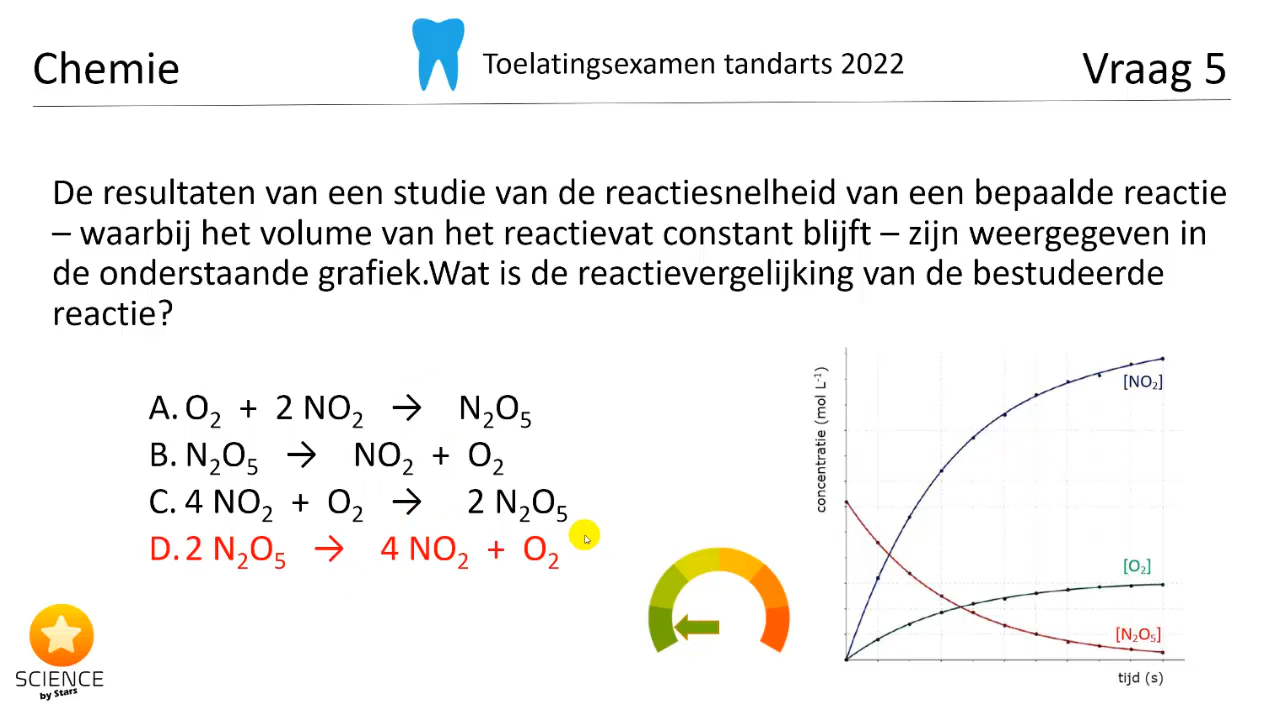 Chemie
Toelatingsexamen tandarts 2022
Vraag 5
De resultaten van een studie van de reactiesnelheid van een bepaalde reactie
– waarbij het volume van het reactievat constant blijft – zijn weergegeven in
de onderstaande grafiek.Wat is de reactievergelijking van de bestudeerde
reactie?
A. O₂ + 2 NO₂ → N₂O₅
B. N₂O₅ → NO₂ + O₂
C. 4 NO₂ + O₂ → 2 N₂O₅
D. 2 N₂O₅ → 4 NO₂ + O₂
concentratie (mol L⁻¹)
[NO₂]
[O₂]
[N₂O₅]
tijd (s)
SCIENCE
by Stars